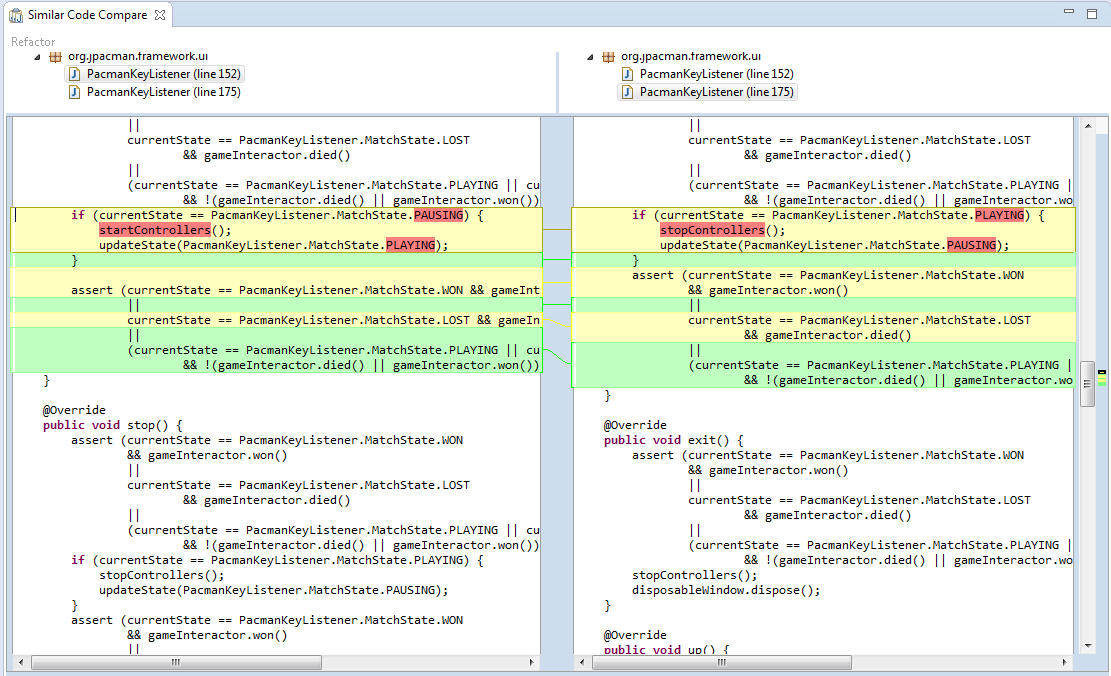 Similar Code Compare
Refactor
org.jpacman.framework.ui
PacmanKeyListener (line 152)
PacmanKeyListener (line 175)
org.jpacman.framework.ui
PacmanKeyListener (line 152)
PacmanKeyListener (line 175)
||
currentState == PacmanKeyListener.MatchState.LOST
&& gameInteractor.died()
||
(currentState == PacmanKeyListener.MatchState.PLAYING || cu
&& !(gameInteractor.died() || gameInteractor.won())
if (currentState == PacmanKeyListener.MatchState.PAUSING) {
startControllers();
updateState(PacmanKeyListener.MatchState.PLAYING);
}
assert (currentState == PacmanKeyListener.MatchState.WON && gameInt
||
currentState == PacmanKeyListener.MatchState.LOST && gameIn
||
(currentState == PacmanKeyListener.MatchState.PLAYING || cu
&& !(gameInteractor.died() || gameInteractor.won())
}
@Override
public void stop() {
assert (currentState == PacmanKeyListener.MatchState.WON
&& gameInteractor.won()
||
currentState == PacmanKeyListener.MatchState.LOST
&& gameInteractor.died()
||
(currentState == PacmanKeyListener.MatchState.PLAYING || cu
&& !(gameInteractor.died() || gameInteractor.won())
if (currentState == PacmanKeyListener.MatchState.PLAYING) {
stopControllers();
updateState(PacmanKeyListener.MatchState.PAUSING);
}
assert (currentState == PacmanKeyListener.MatchState.WON
&& gameInteractor.won()
||
||
currentState == PacmanKeyListener.MatchState.LOST
&& gameInteractor.died()
||
(currentState == PacmanKeyListener.MatchState.PLAYING |
&& !(gameInteractor.died() || gameInteractor.wo
if (currentState == PacmanKeyListener.MatchState.PLAYING) {
stopControllers();
updateState(PacmanKeyListener.MatchState.PAUSING);
}
assert (currentState == PacmanKeyListener.MatchState.WON
&& gameInteractor.won()
||
currentState == PacmanKeyListener.MatchState.LOST
&& gameInteractor.died()
||
(currentState == PacmanKeyListener.MatchState.PLAYING |
&& !(gameInteractor.died() || gameInteractor.wo
}
@Override
public void exit() {
assert (currentState == PacmanKeyListener.MatchState.WON
&& gameInteractor.won()
||
currentState == PacmanKeyListener.MatchState.LOST
&& gameInteractor.died()
||
(currentState == PacmanKeyListener.MatchState.PLAYING |
&& !(gameInteractor.died() || gameInteractor.wo
stopControllers();
disposableWindow.dispose();
}
@Override
public void up() {